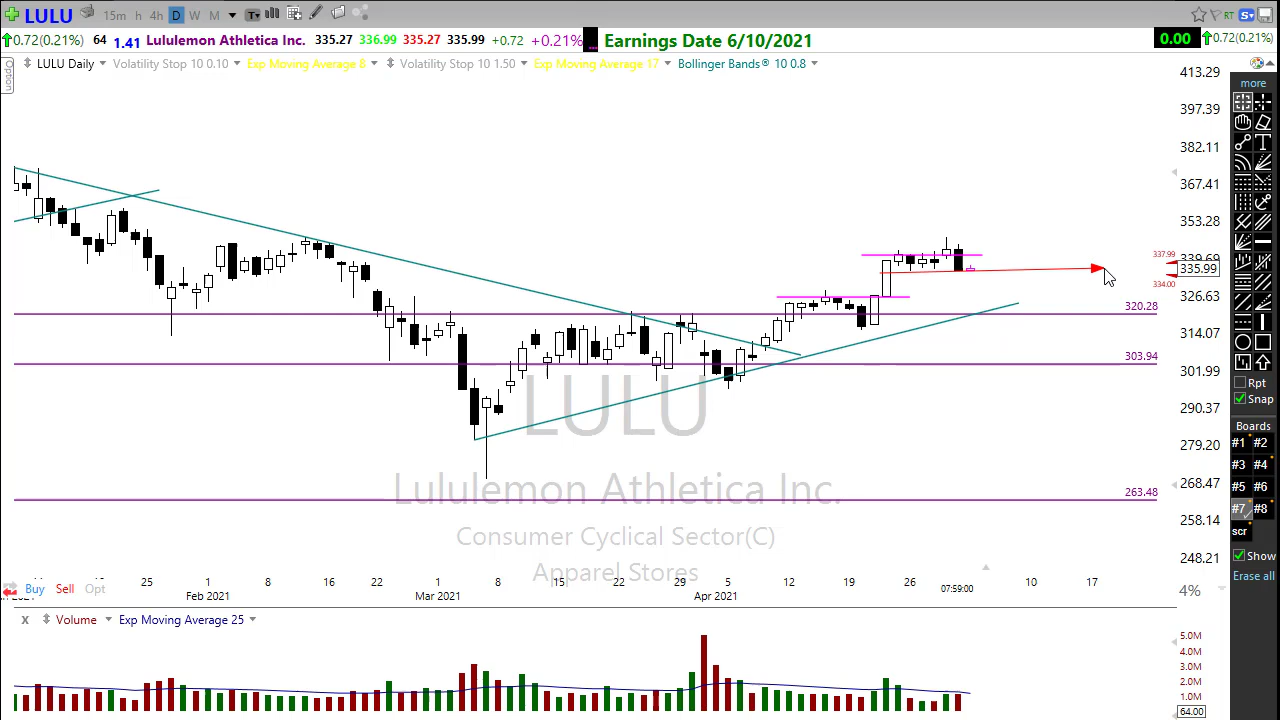 LULU 15m h 4h D W M T RT S
0.72(0.21%) 64 1.41 Lululemon Athletica Inc. 335.27 336.99 335.27 335.99 +0.72 +0.21% Earnings Date 6/10/2021 0.00 0.72(0.21%)
Option
LULU Daily Volatility Stop 10 0.10 Exp Moving Average 8 Volatility Stop 10 1.50 Exp Moving Average 17 Bollinger Bands® 10 0.8
413.29
397.39
382.11
367.41
353.28
337.99
339.69
335.99
334.00
326.63
320.28
314.07
303.94
301.99
290.37
279.20
268.47
263.48
258.14
248.21
LULU
Lululemon Athletica Inc.
Consumer Cyclical Sector(C)
Apparel Stores
25 1 8 16 22 1 8 15 22 29 5 12 19 26 07:59:00 10 17
Feb 2021 Mar 2021 Apr 2021
Buy Sell Opt
4%
X Volume Exp Moving Average 25
5.0M
4.0M
3.0M
2.0M
1.0M
64.00
more
T
Rpt
Snap
Boards
#1 #2
#3 #4
#5 #6
#7 #8
scr
Show
Erase all